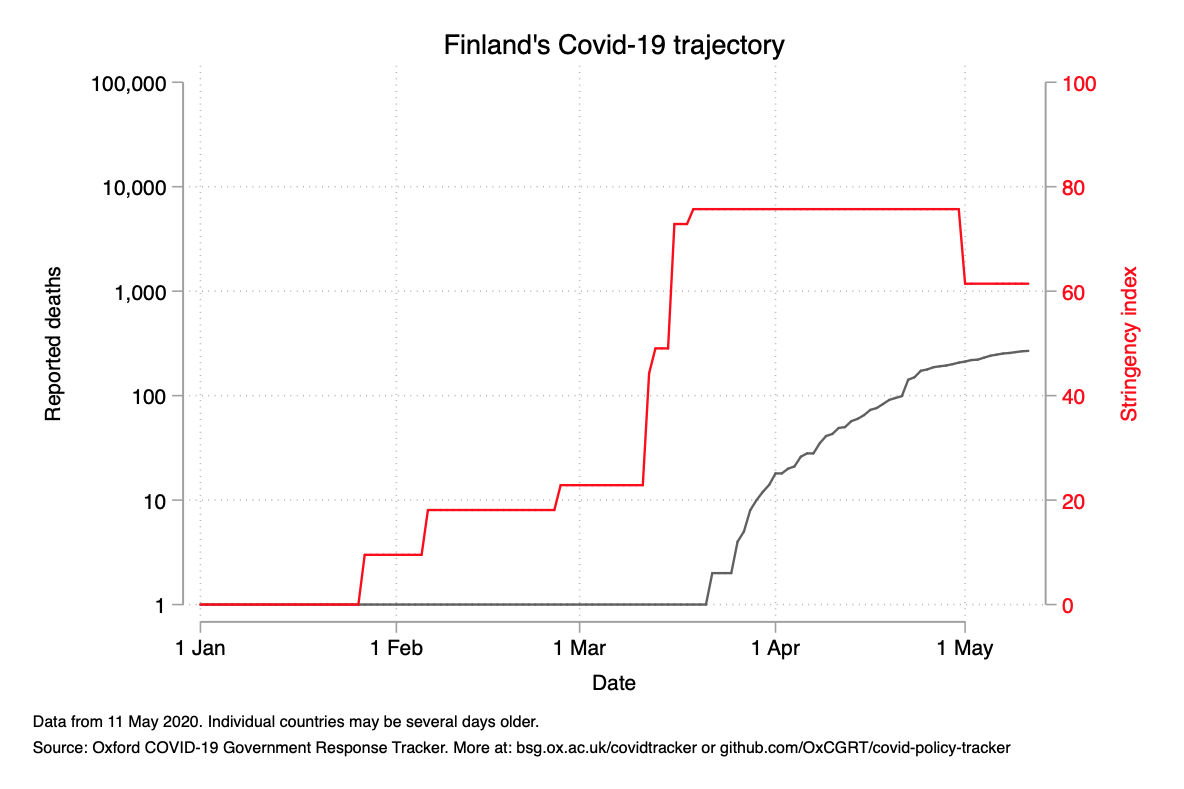 Finland's Covid-19 trajectory
100,000
10,000
1,000
100
10
1
Reported deaths
100
80
60
40
20
0
Stringency index
1 Jan
1 Feb
1 Mar
1 Apr
1 May
Date
Data from 11 May 2020. Individual countries may be several days older.
Source: Oxford COVID-19 Government Response Tracker. More at: bsg.ox.ac.uk/covidtracker or github.com/OxCGRT/covid-policy-tracker